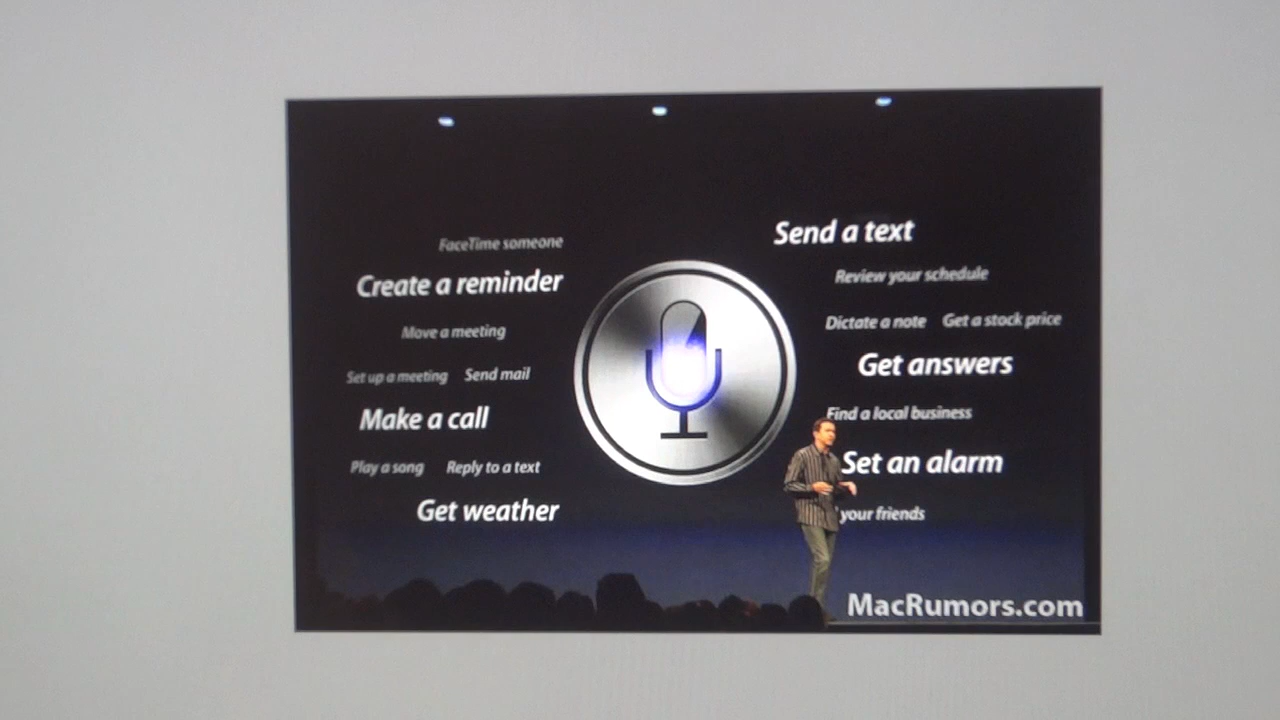 FaceTime someone
Create a reminder
Move a meeting
Set up a meeting Send mail
Make a call
Play a song Reply to a text
Get weather
Send a text
Review your schedule
Dictate a note Get a stock price
Get answers
Find a local business
Set an alarm
your friends
MacRumors.com